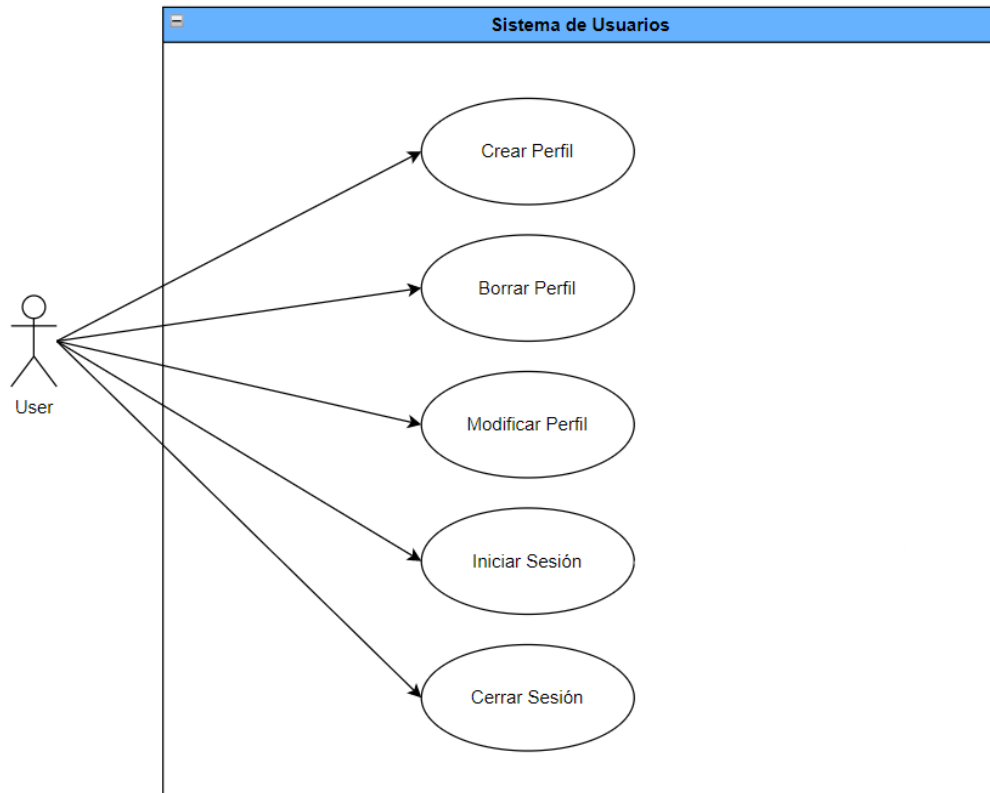 Sistema de Usuarios
Crear Perfil
Borrar Perfil
User
Modificar Perfil
Iniciar Sesión
Cerrar Sesión